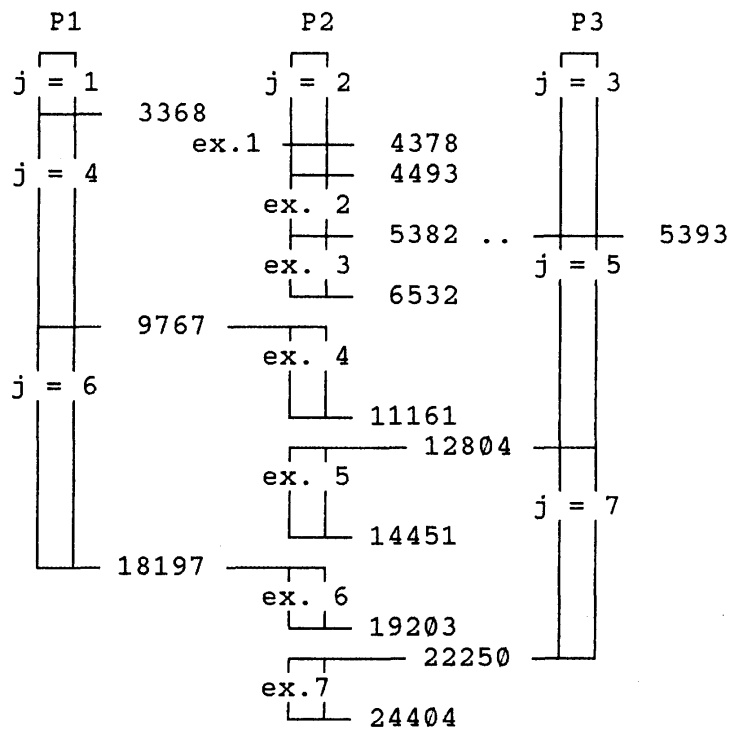 P1 P2 P3
j = 1 j = 2 j = 3
3368
ex.1 4378
j = 4 4493
ex. 2
5382 .. 5393
ex. 3 j = 5
6532
9767
ex. 4
j = 6
11161
12804
ex. 5
j = 7
14451
18197
ex. 6
19203
22250
ex.7
24404